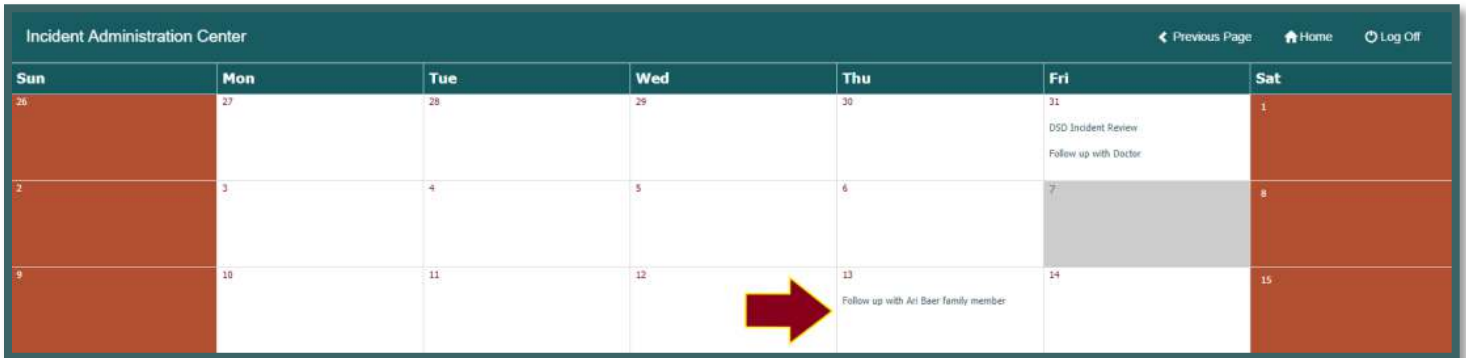 Incident Administration Center
Previous Page Home Log Off
Sun Mon Tue Wed Thu Fri Sat
26 27 28 29 30 31 1
DSD Incident Review
Follow up with Doctor
2 3 4 5 6 7 8
9 10 11 12 13 14 15
Follow up with Ari Baer family member